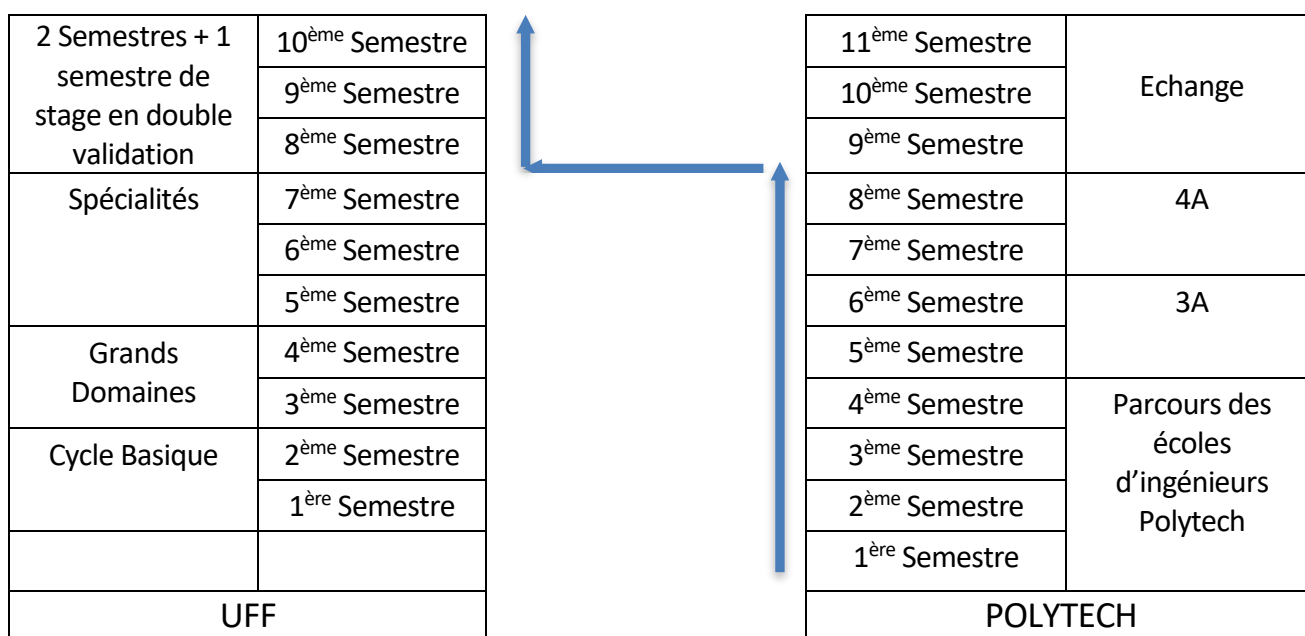 2 Semestres + 1
semestre de
stage en double
validation
10ème Semestre
9ème Semestre
8ème Semestre
Spécialités
7ème Semestre
6ème Semestre
5ème Semestre
Grands
Domaines
4ème Semestre
3ème Semestre
Cycle Basique
2ème Semestre
1ère Semestre
UFF
11ème Semestre
10ème Semestre
9ème Semestre
Echange
8ème Semestre
7ème Semestre
4A
6ème Semestre
5ème Semestre
3A
4ème Semestre
3ème Semestre
2ème Semestre
1ère Semestre
Parcours des
écoles
d’ingénieurs
Polytech
POLYTECH